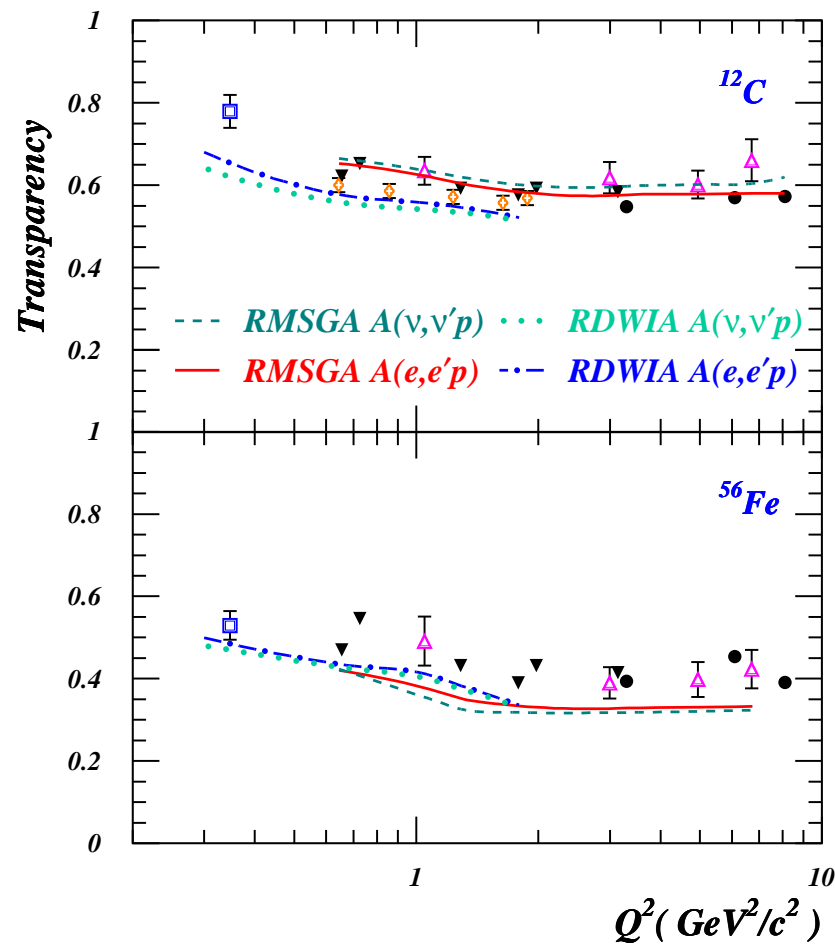 Transparency
1
0.8
0.6
0.4
0.2
¹²C
RMSGA A(ν,ν′p) RDWIA A(ν,ν′p)
RMSGA A(e,e′p) RDWIA A(e,e′p)
1
0.8
0.6
0.4
0.2
0
⁵⁶Fe
1 10
Q²( GeV²/c² )